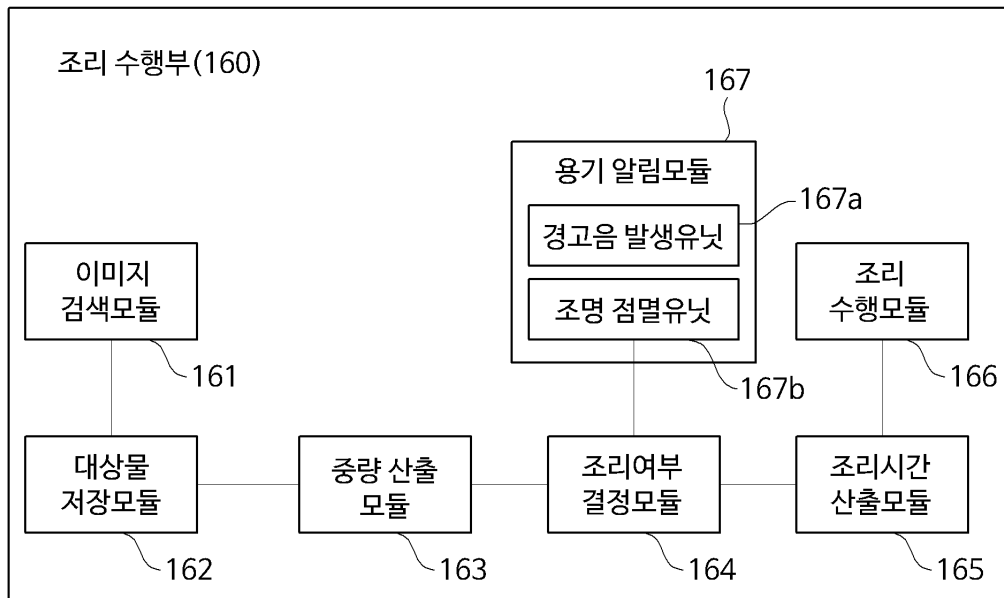 조리 수행부(160)
167
용기 알림모듈
167a
경고음 발생유닛
조명 점멸유닛
167b
이미지
검색모듈
161
조리
수행모듈
166
대상물
저장모듈
162
중량 산출
모듈
163
조리여부
결정모듈
164
조리시간
산출모듈
165